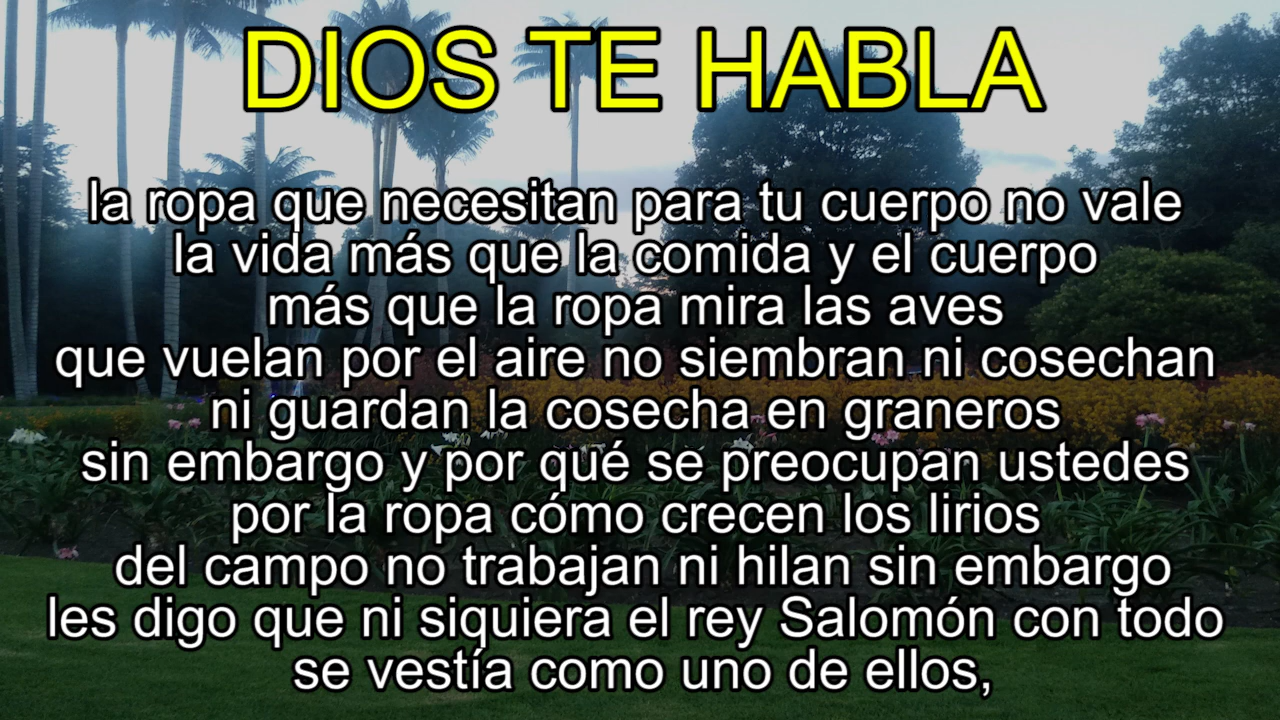 DIOS TE HABLA
la ropa que necesitan para tu cuerpo no vale
la vida más que la comida y el cuerpo
más que la ropa mira las aves
que vuelan por el aire no siembran ni cosechan
ni guardan la cosecha en graneros
sin embargo y por qué se preocupan ustedes
por la ropa cómo crecen los lirios
del campo no trabajan ni hilan sin embargo
les digo que ni siquiera el rey Salomón con todo
se vestía como uno de ellos,